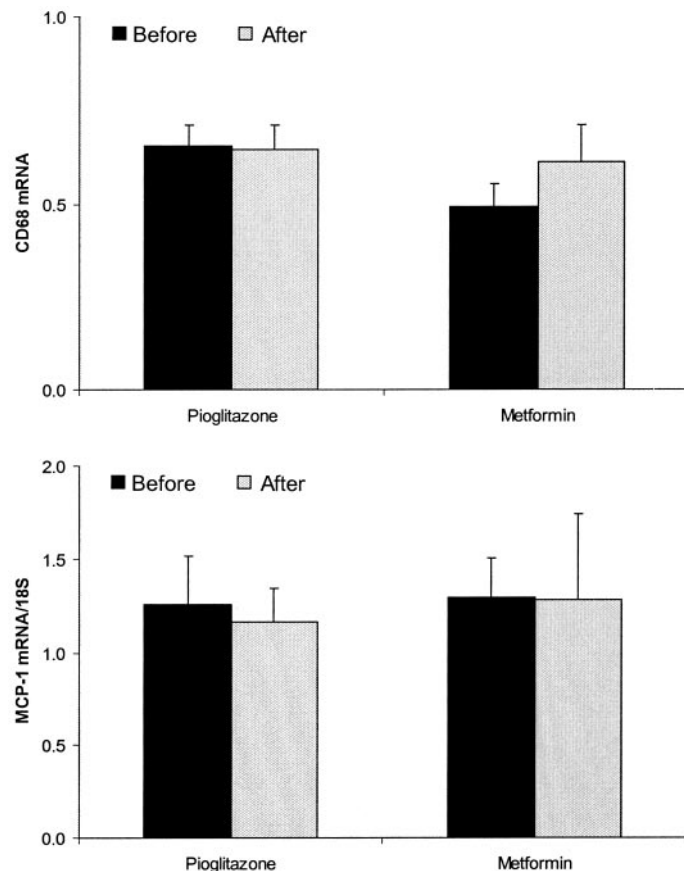 1.0
Before After
CD68 mRNA
0.5
0.0
Pioglitazone Metformin
2.0
Before After
1.5
MCP-1 mRNA/18S
1.0
0.5
0.0
Pioglitazone Metformin